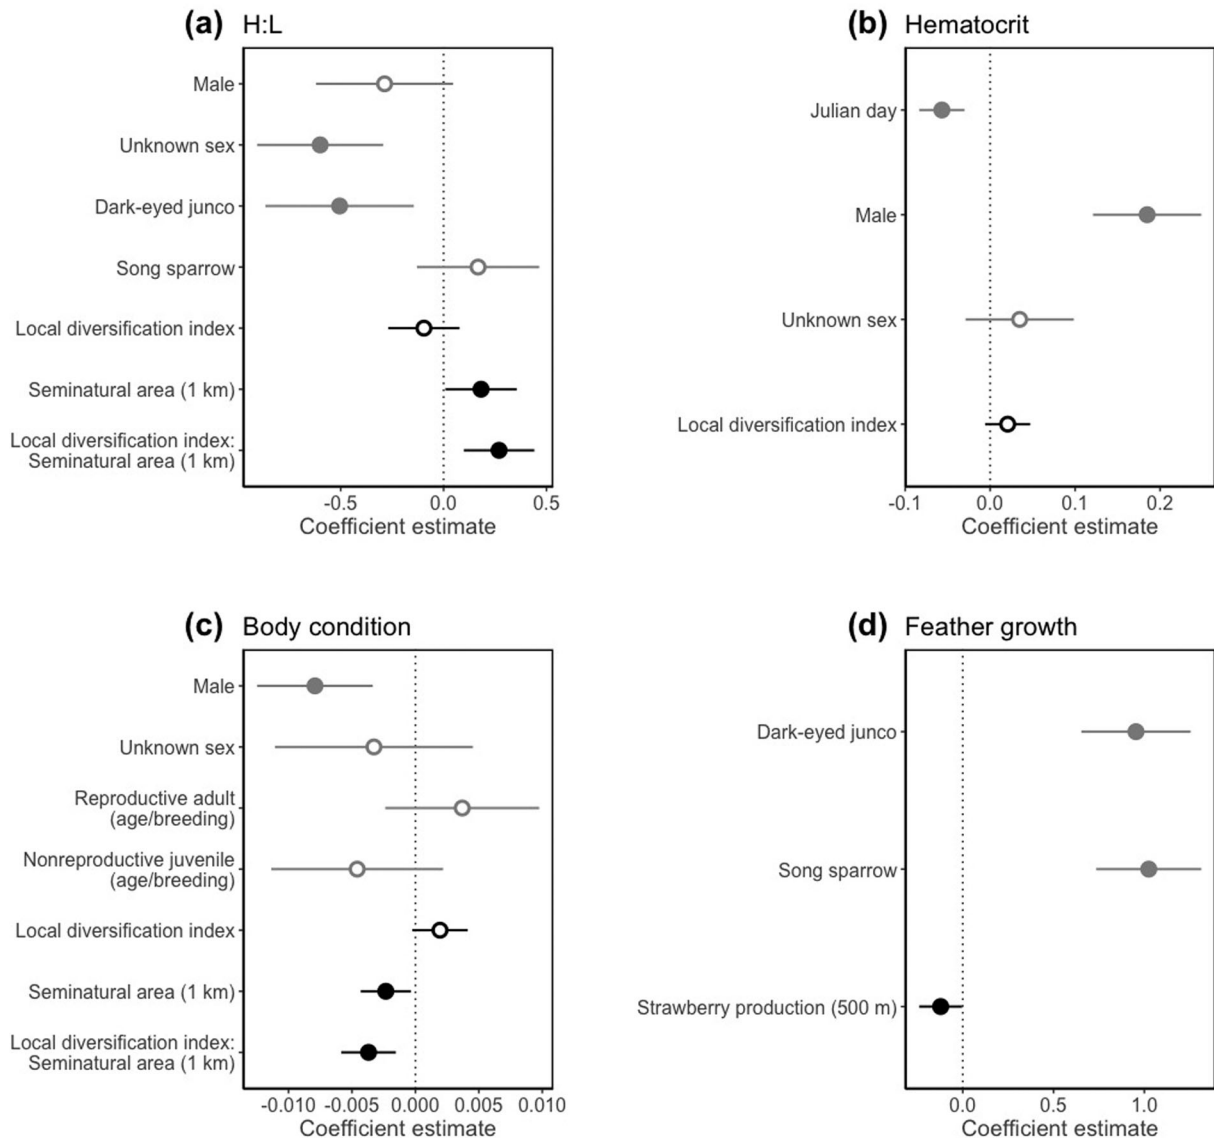 (a) H:L
Male
Unknown sex
Dark-eyed junco
Song sparrow
Local diversification index
Seminatural area (1 km)
Local diversification index:
Seminatural area (1 km)
-0.5 0.0 0.5
Coefficient estimate
(b) Hematocrit
Julian day
Male
Unknown sex
Local diversification index
-0.1 0.0 0.1 0.2
Coefficient estimate
(c) Body condition
Male
Unknown sex
Reproductive adult
(age/breeding)
Nonreproductive juvenile
(age/breeding)
Local diversification index
Seminatural area (1 km)
Local diversification index:
Seminatural area (1 km)
-0.010 -0.005 0.000 0.005 0.010
Coefficient estimate
(d) Feather growth
Dark-eyed junco
Song sparrow
Strawberry production (500 m)
0.0 0.5 1.0
Coefficient estimate